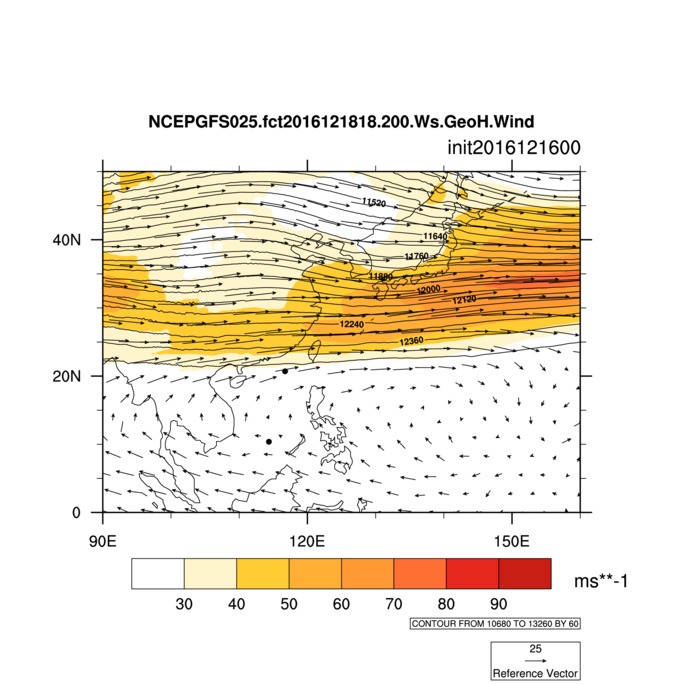 NCEPGFS025.fct2016121818.200.Ws.GeoH.Wind
init2016121600
11520
40N
11640
11760
11880
12000
12120
12240
12360
20N
0
90E 120E 150E
ms**-1
30 40 50 60 70 80 90
CONTOUR FROM 10680 TO 13260 BY 60
25
Reference Vector